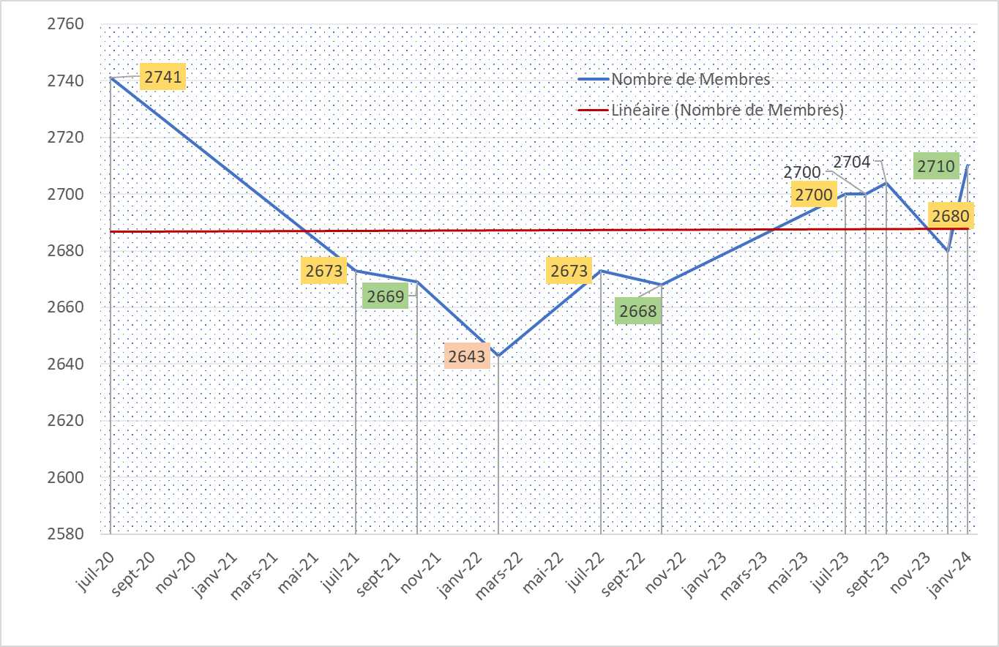 2760
2740
2720
2700
2680
2660
2640
2620
2600
2580
Nombre de Membres
Linéaire (Nombre de Membres)
2741
2673
2669
2643
2673
2668
2700
2700
2704
2680
2710
juil-20
sept-20
nov-20
janv-21
mars-21
mai-21
juil-21
sept-21
nov-21
janv-22
mars-22
mai-22
juil-22
sept-22
nov-22
janv-23
mars-23
mai-23
juil-23
sept-23
nov-23
janv-24